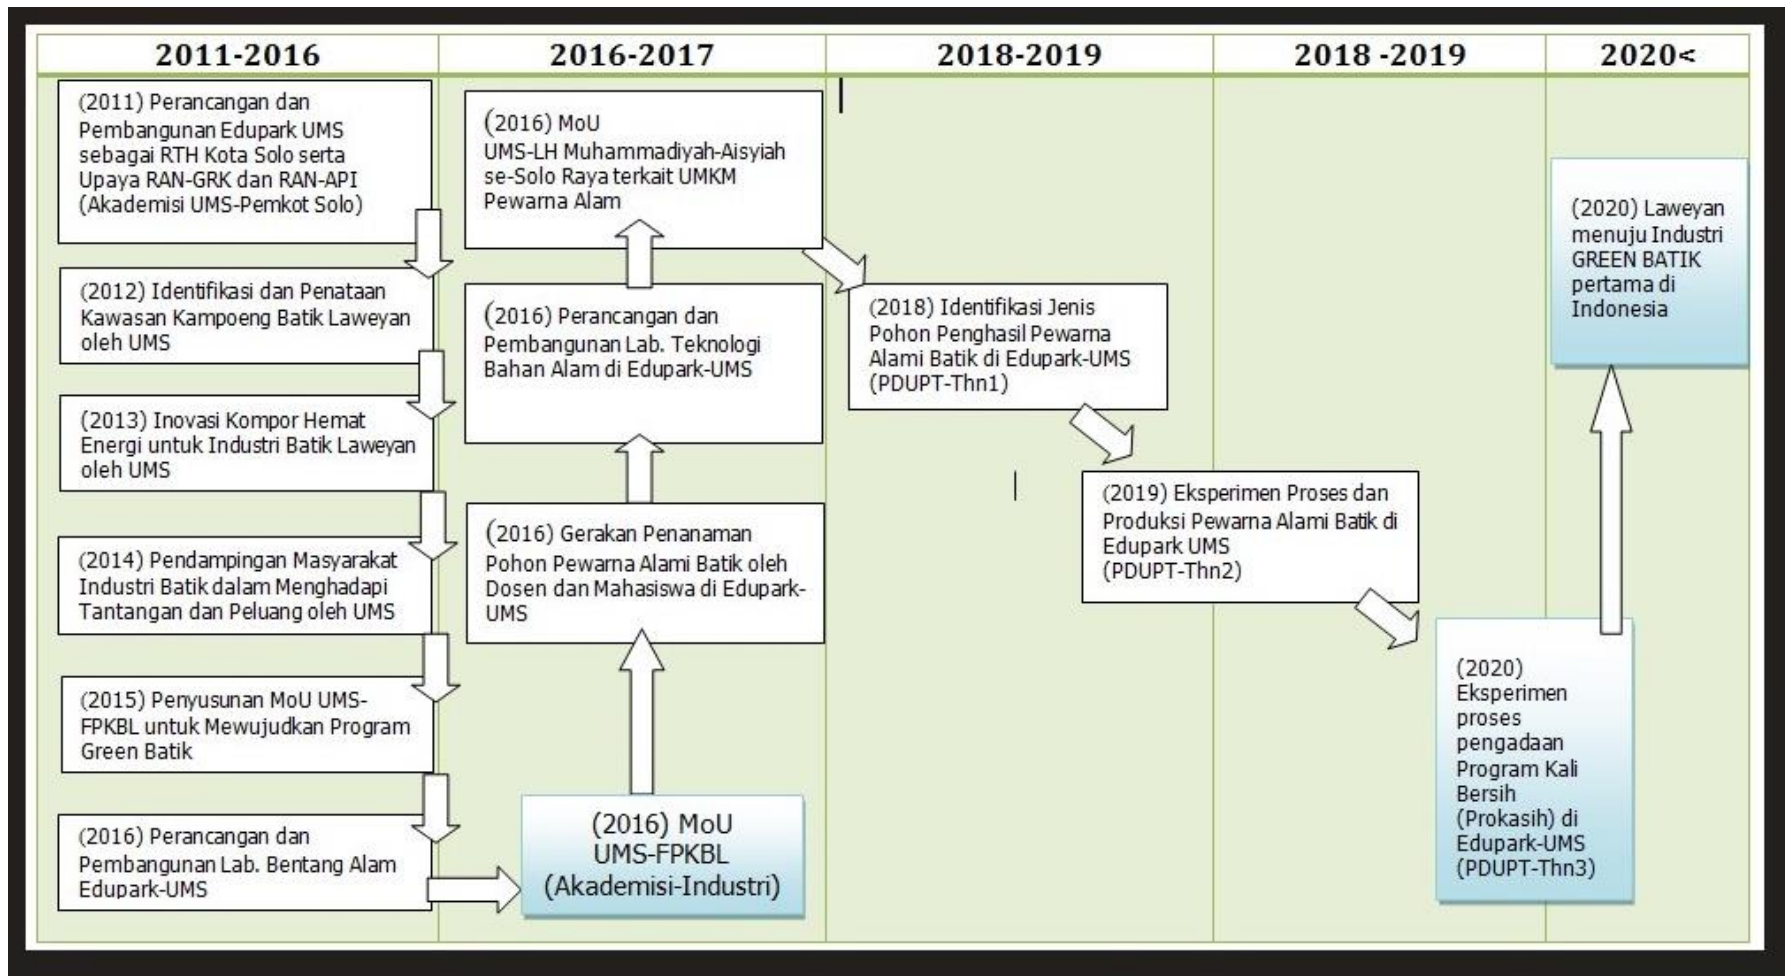 2011-2016
2016-2017
2018-2019
2018 -2019
2020<
(2011) Perancangan dan
Pembangunan Edupark UMS
sebagai RTH Kota Solo serta
Upaya RAN-GRK dan RAN-API
(Akademisi UMS-Pemkot Solo)
(2012) Identifikasi dan Penataan
Kawasan Kampoeng Batik Laweyan
oleh UMS
(2013) Inovasi Kompor Hemat
Energi untuk Industri Batik Laweyan
oleh UMS
(2014) Pendampingan Masyarakat
Industri Batik dalam Menghadapi
Tantangan dan Peluang oleh UMS
(2015) Penyusunan MoU UMS-
FPKBL untuk Mewujudkan Program
Green Batik
(2016) Perancangan dan
Pembangunan Lab. Bentang Alam
Edupark-UMS
(2016) MoU
UMS-FPKBL
(Akademisi-Industri)
(2016) Gerakan Penanaman
Pohon Pewarna Alami Batik oleh
Dosen dan Mahasiswa di Edupark-
UMS
(2016) Perancangan dan
Pembangunan Lab. Teknologi
Bahan Alam di Edupark-UMS
(2016) MoU
UMS-LH Muhammadiyah-Aisyiah
se-Solo Raya terkait UMKM
Pewarna Alam
(2018) Identifikasi Jenis
Pohon Penghasil Pewarna
Alami Batik di Edupark-UMS
(PDUPT-Thn1)
(2019) Eksperimen Proses dan
Produksi Pewarna Alami Batik di
Edupark UMS
(PDUPT-Thn2)
(2020)
Eksperimen
proses
pengadaan
Program Kali
Bersih
(Prokasih) di
Edupark-UMS
(PDUPT-Thn3)
(2020) Laweyan
menuju Industri
GREEN BATIK
pertama di
Indonesia